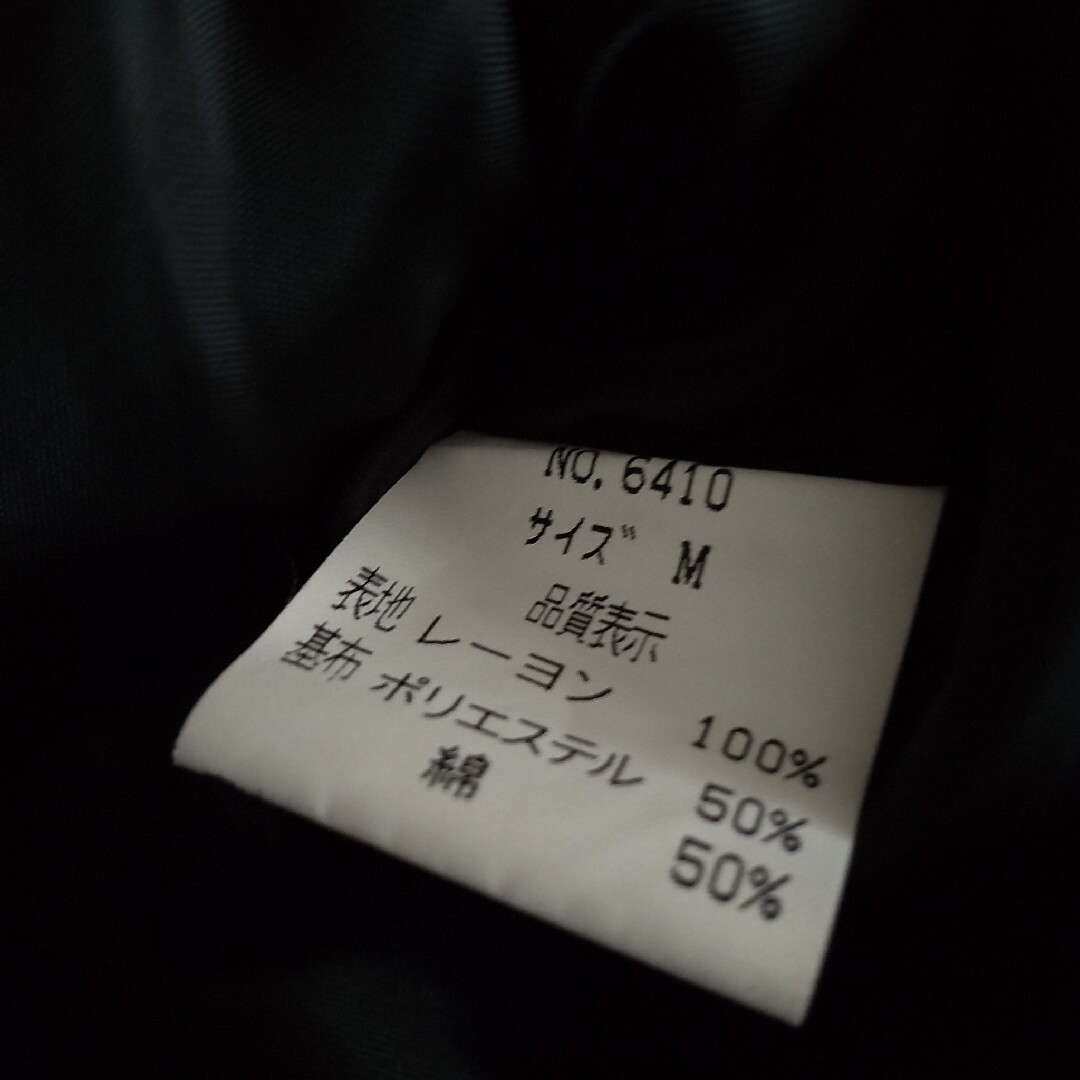 NO. 6410
ｻｲｽﾞ M
品質表示
表地 レーヨン 100%
基布 ポリエステル 50%
綿 50%